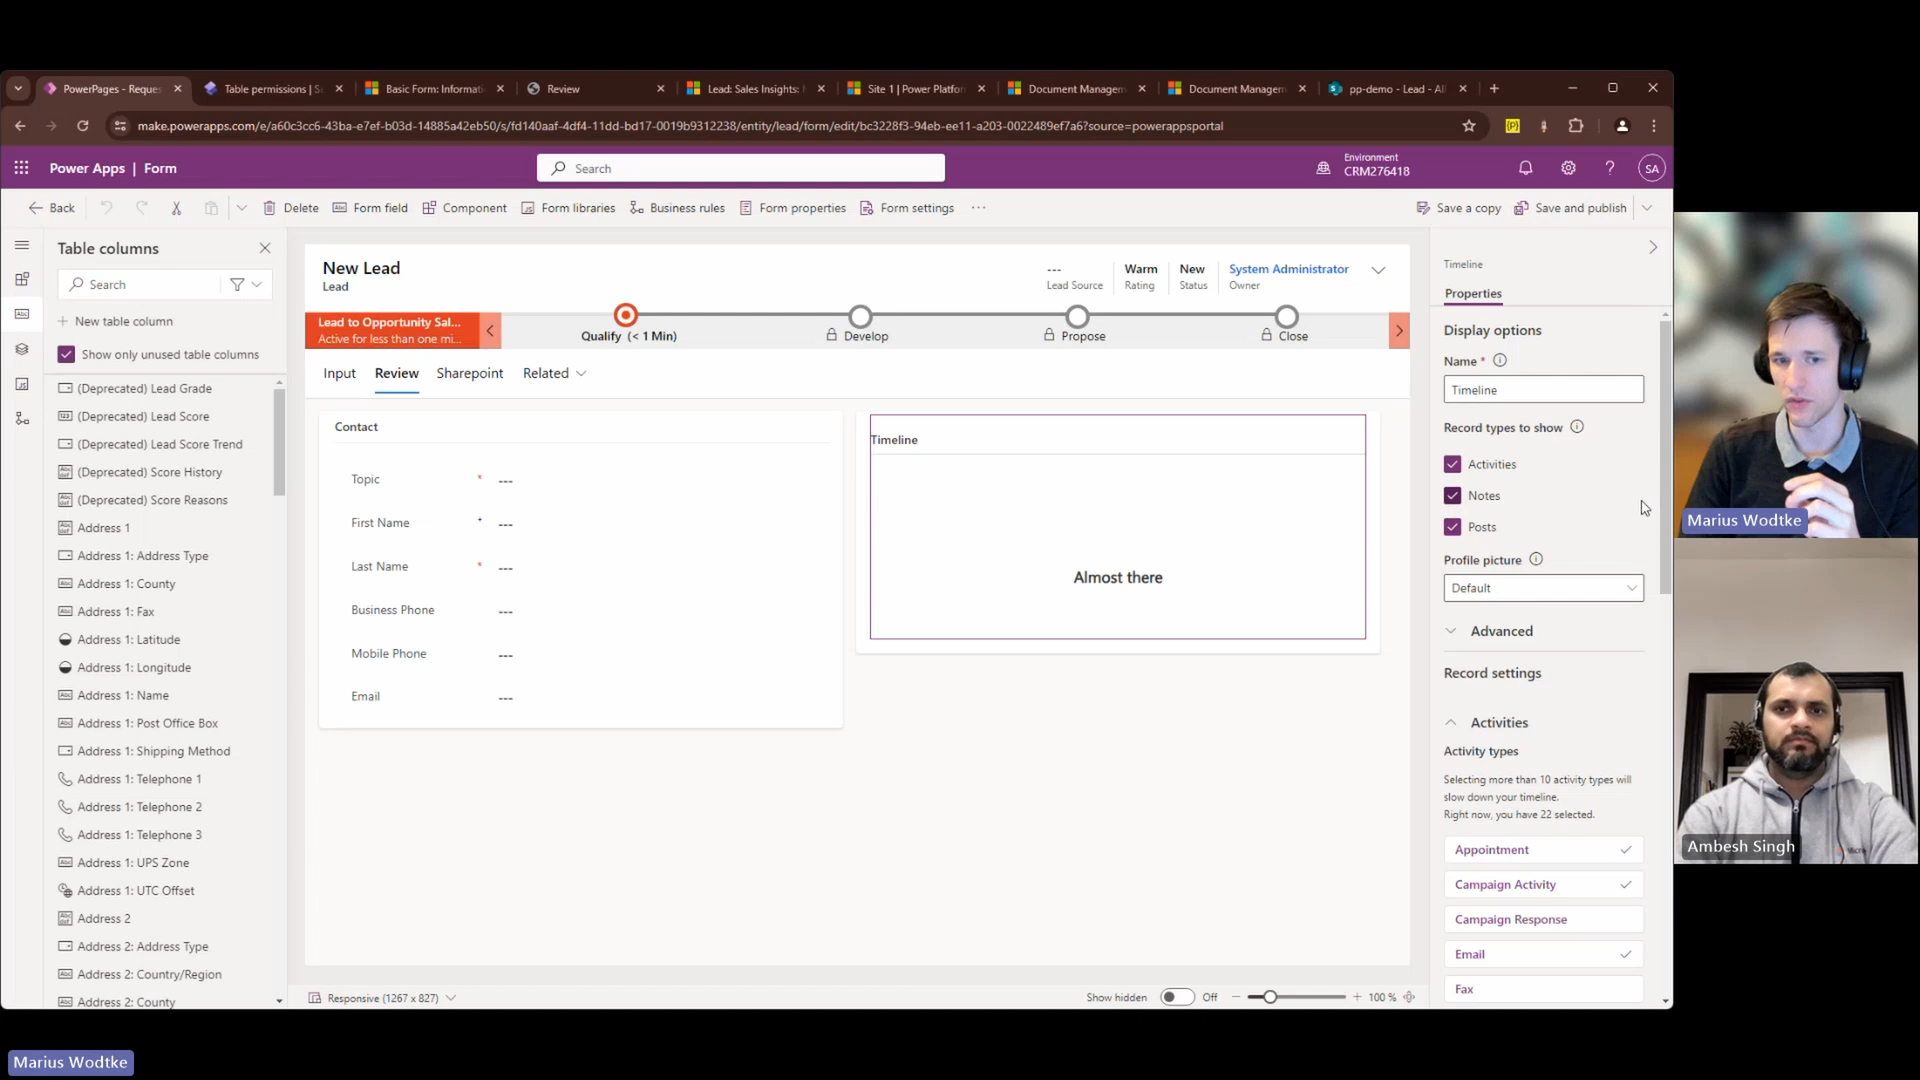 PowerPages - Reques
Table permissions | S
Basic Form: Informati
Review
Lead: Sales Insights:
Site 1 | Power Platfor
Document Managem
Document Managem
pp-demo - Lead - Al
make.powerapps.com/e/a60c3cc6-43ba-e7ef-b03d-14885a42eb50/s/fd140aaf-4df4-11dd-bd17-0019b9312238/entity/lead/form/edit/bc3228f3-94eb-ee11-a203-0022489ef7a6?source=powerappsportal
Power Apps | Form
Search
Environment
CRM276418
SA
Back
Delete
Form field
Component
Form libraries
Business rules
Form properties
Form settings
Save a copy
Save and publish
Table columns
Search
New table column
Show only unused table columns
(Deprecated) Lead Grade
(Deprecated) Lead Score
(Deprecated) Lead Score Trend
(Deprecated) Score History
(Deprecated) Score Reasons
Address 1
Address 1: Address Type
Address 1: County
Address 1: Fax
Address 1: Latitude
Address 1: Longitude
Address 1: Name
Address 1: Post Office Box
Address 1: Shipping Method
Address 1: Telephone 1
Address 1: Telephone 2
Address 1: Telephone 3
Address 1: UPS Zone
Address 1: UTC Offset
Address 2
Address 2: Address Type
Address 2: Country/Region
Address 2: County
New Lead
Lead
---
Lead Source
Warm
Rating
New
Status
System Administrator
Owner
Lead to Opportunity Sal...
Active for less than one mi...
Qualify (< 1 Min)
Develop
Propose
Close
Input
Review
Sharepoint
Related
Contact
Topic * ---
First Name + ---
Last Name * ---
Business Phone ---
Mobile Phone ---
Email ---
Timeline
Almost there
Responsive (1267 x 827)
Show hidden
Off
100 %
Timeline
Properties
Display options
Name *
Timeline
Record types to show
Activities
Notes
Posts
Profile picture
Default
Advanced
Record settings
Activities
Activity types
Selecting more than 10 activity types will
slow down your timeline.
Right now, you have 22 selected.
Appointment
Campaign Activity
Campaign Response
Email
Fax
Marius Wodtke
Ambesh Singh
Marius Wodtke